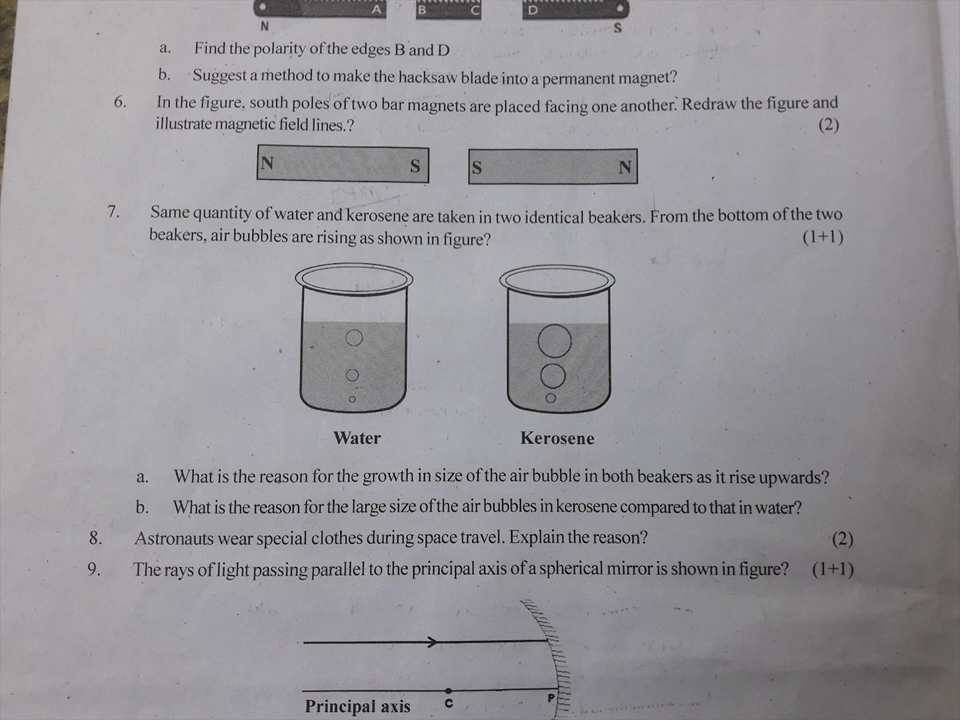 A B C D
N S
a. Find the polarity of the edges B and D
b. Suggest a method to make the hacksaw blade into a permanent magnet?
6. In the figure, south poles of two bar magnets are placed facing one another. Redraw the figure and
illustrate magnetic field lines.? (2)
N S S N
7. Same quantity of water and kerosene are taken in two identical beakers. From the bottom of the two
beakers, air bubbles are rising as shown in figure? (1+1)
Water Kerosene
a. What is the reason for the growth in size of the air bubble in both beakers as it rise upwards?
b. What is the reason for the large size of the air bubbles in kerosene compared to that in water?
8. Astronauts wear special clothes during space travel. Explain the reason? (2)
9. The rays of light passing parallel to the principal axis of a spherical mirror is shown in figure? (1+1)
Principal axis C P